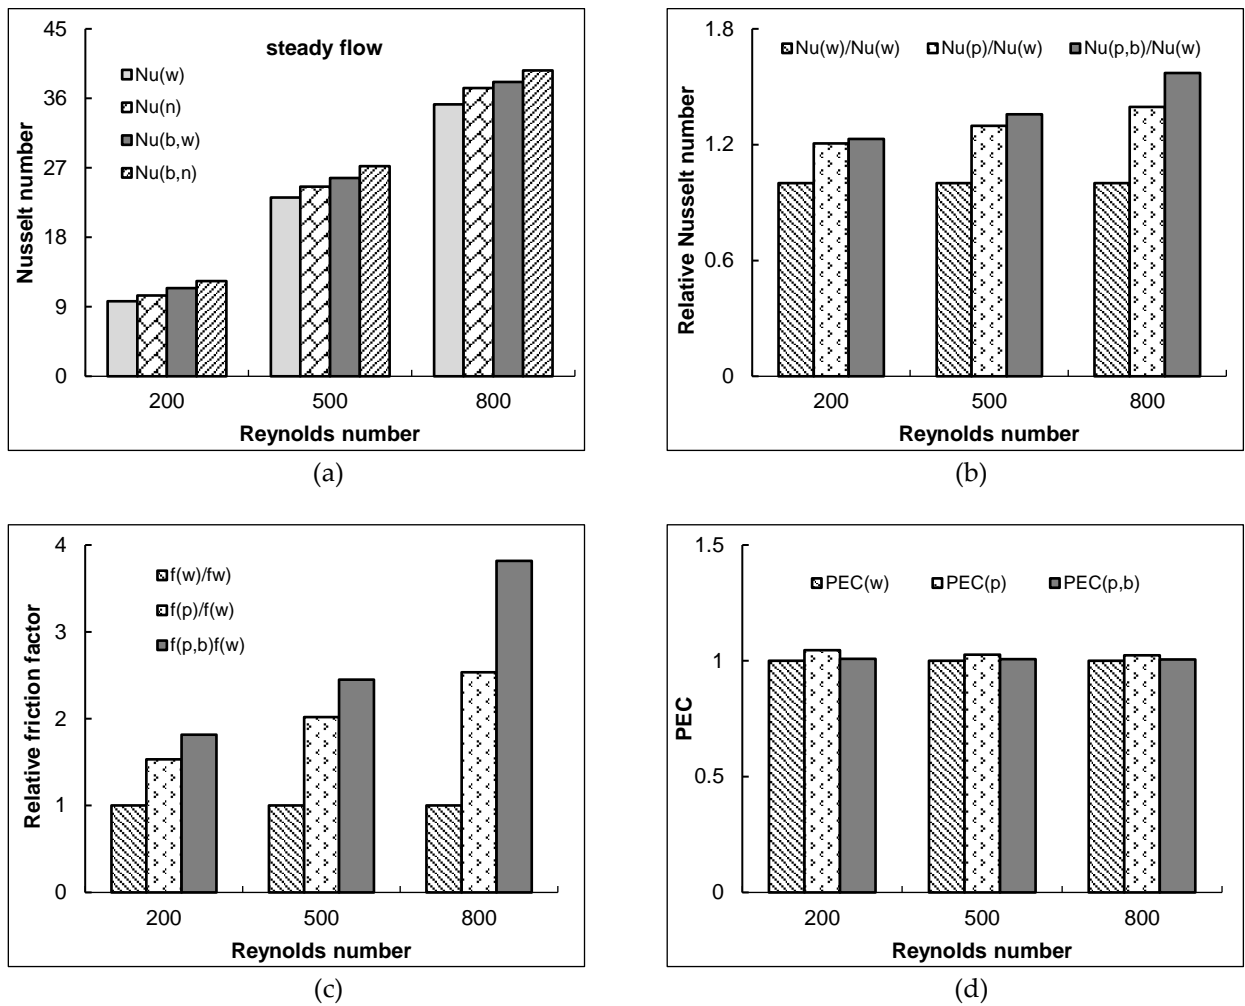 45
36
27
18
9
0
Nusselt number
steady flow
Nu(w)
Nu(n)
Nu(b,w)
Nu(b,n)
200 500 800
Reynolds number
(a)
1.8
1.2
0.6
0
Relative Nusselt number
Nu(w)/Nu(w) Nu(p)/Nu(w) Nu(p,b)/Nu(w)
200 500 800
Reynolds number
(b)
4
3
2
1
0
Relative friction factor
f(w)/fw)
f(p)/f(w)
f(p,b)f(w)
200 500 800
Reynolds number
(c)
1.5
1
0.5
0
PEC
PEC(w) PEC(p) PEC(p,b)
200 500 800
Reynolds number
(d)